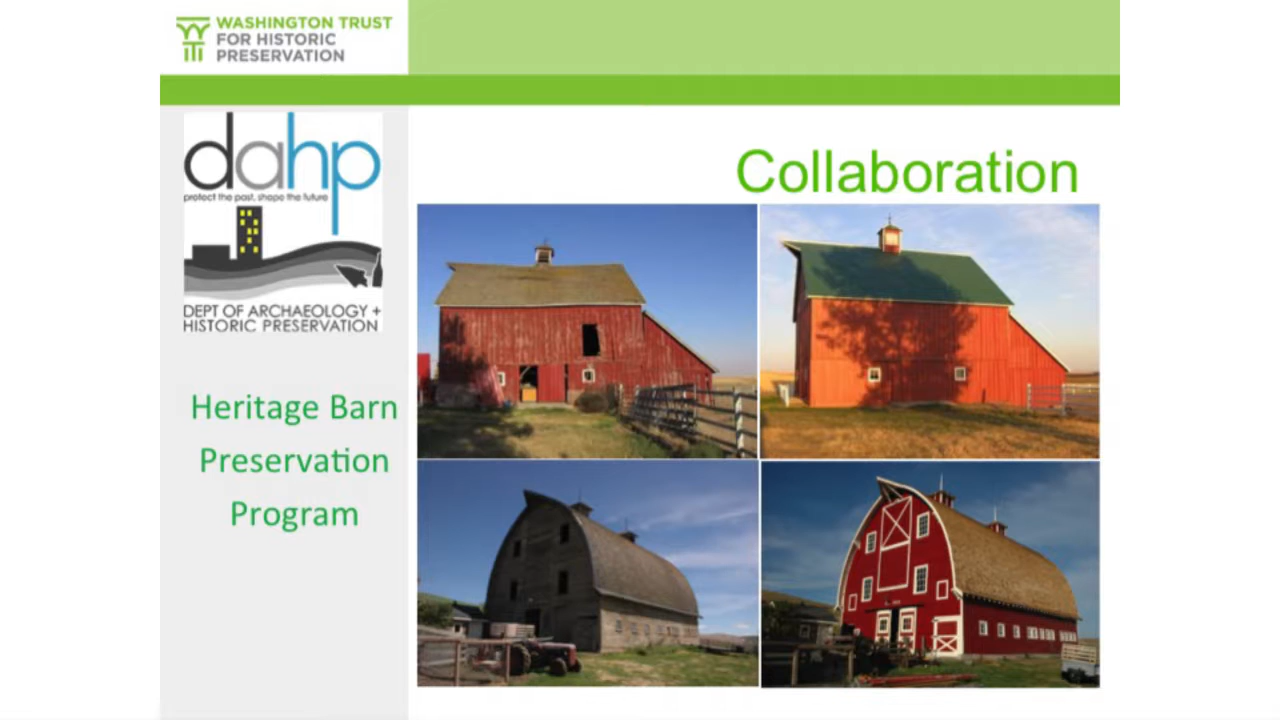 WASHINGTON TRUST
FOR HISTORIC
PRESERVATION
dahp
protect the past, shape the future
DEPT OF ARCHAEOLOGY +
HISTORIC PRESERVATION
Heritage Barn
Preservation
Program
Collaboration